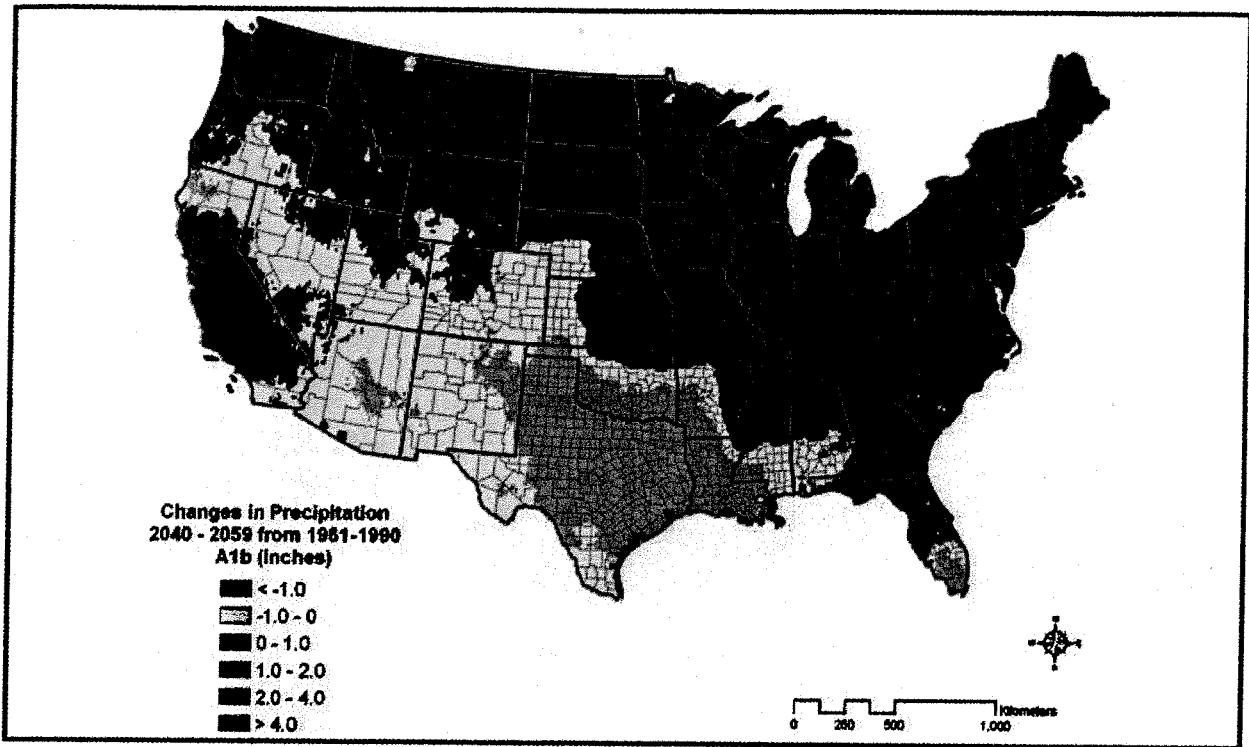 Changes in Precipitation
2040 - 2059 from 1961-1990
A1b (inches)
< -1.0
-1.0 - 0
0 - 1.0
1.0 - 2.0
2.0 - 4.0
> 4.0
0 250 500 1,000
Kilometers